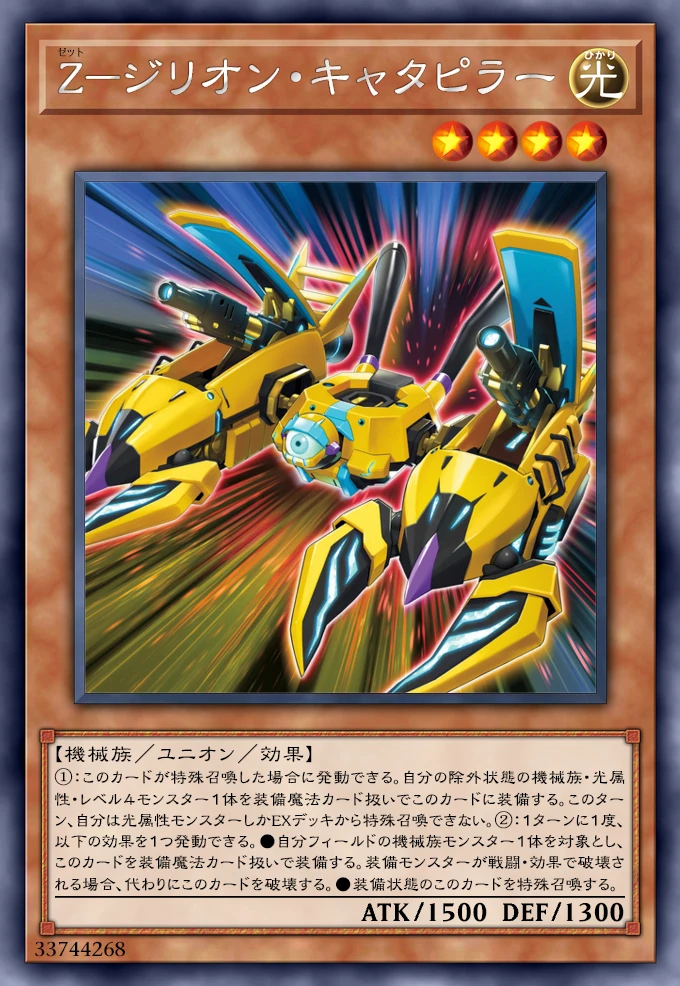 ゼット
Z－ジリオン・キャタピラー
ひかり
光
【機械族／ユニオン／効果】
①：このカードが特殊召喚した場合に発動できる。自分の除外状態の機械族・光属
性・レベル４モンスター１体を装備魔法カード扱いでこのカードに装備する。このター
ン、自分は光属性モンスターしかEXデッキから特殊召喚できない。②：１ターンに１度、
以下の効果を１つ発動できる。●自分フィールドの機械族モンスター１体を対象とし、
このカードを装備魔法カード扱いで装備する。装備モンスターが戦闘・効果で破壊さ
れる場合、代わりにこのカードを破壊する。●装備状態のこのカードを特殊召喚する。
ATK/1500 DEF/1300
33744268